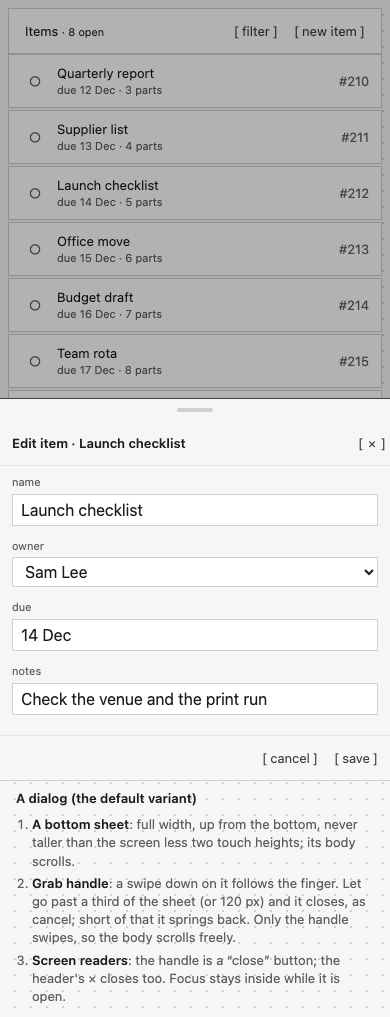 Items · 8 open [ filter ] [ new item ]
Quarterly report
due 12 Dec · 3 parts #210
Supplier list
due 13 Dec · 4 parts #211
Launch checklist
due 14 Dec · 5 parts #212
Office move
due 15 Dec · 6 parts #213
Budget draft
due 16 Dec · 7 parts #214
Team rota
due 17 Dec · 8 parts #215
Edit item · Launch checklist [ × ]
name
Launch checklist
owner
Sam Lee
due
14 Dec
notes
Check the venue and the print run
[ cancel ] [ save ]
A dialog (the default variant)
1. A bottom sheet: full width, up from the bottom, never
taller than the screen less two touch heights; its body
scrolls.
2. Grab handle: a swipe down on it follows the finger. Let
go past a third of the sheet (or 120 px) and it closes, as
cancel; short of that it springs back. Only the handle
swipes, so the body scrolls freely.
3. Screen readers: the handle is a “close” button; the
header's × closes too. Focus stays inside while it is
open.